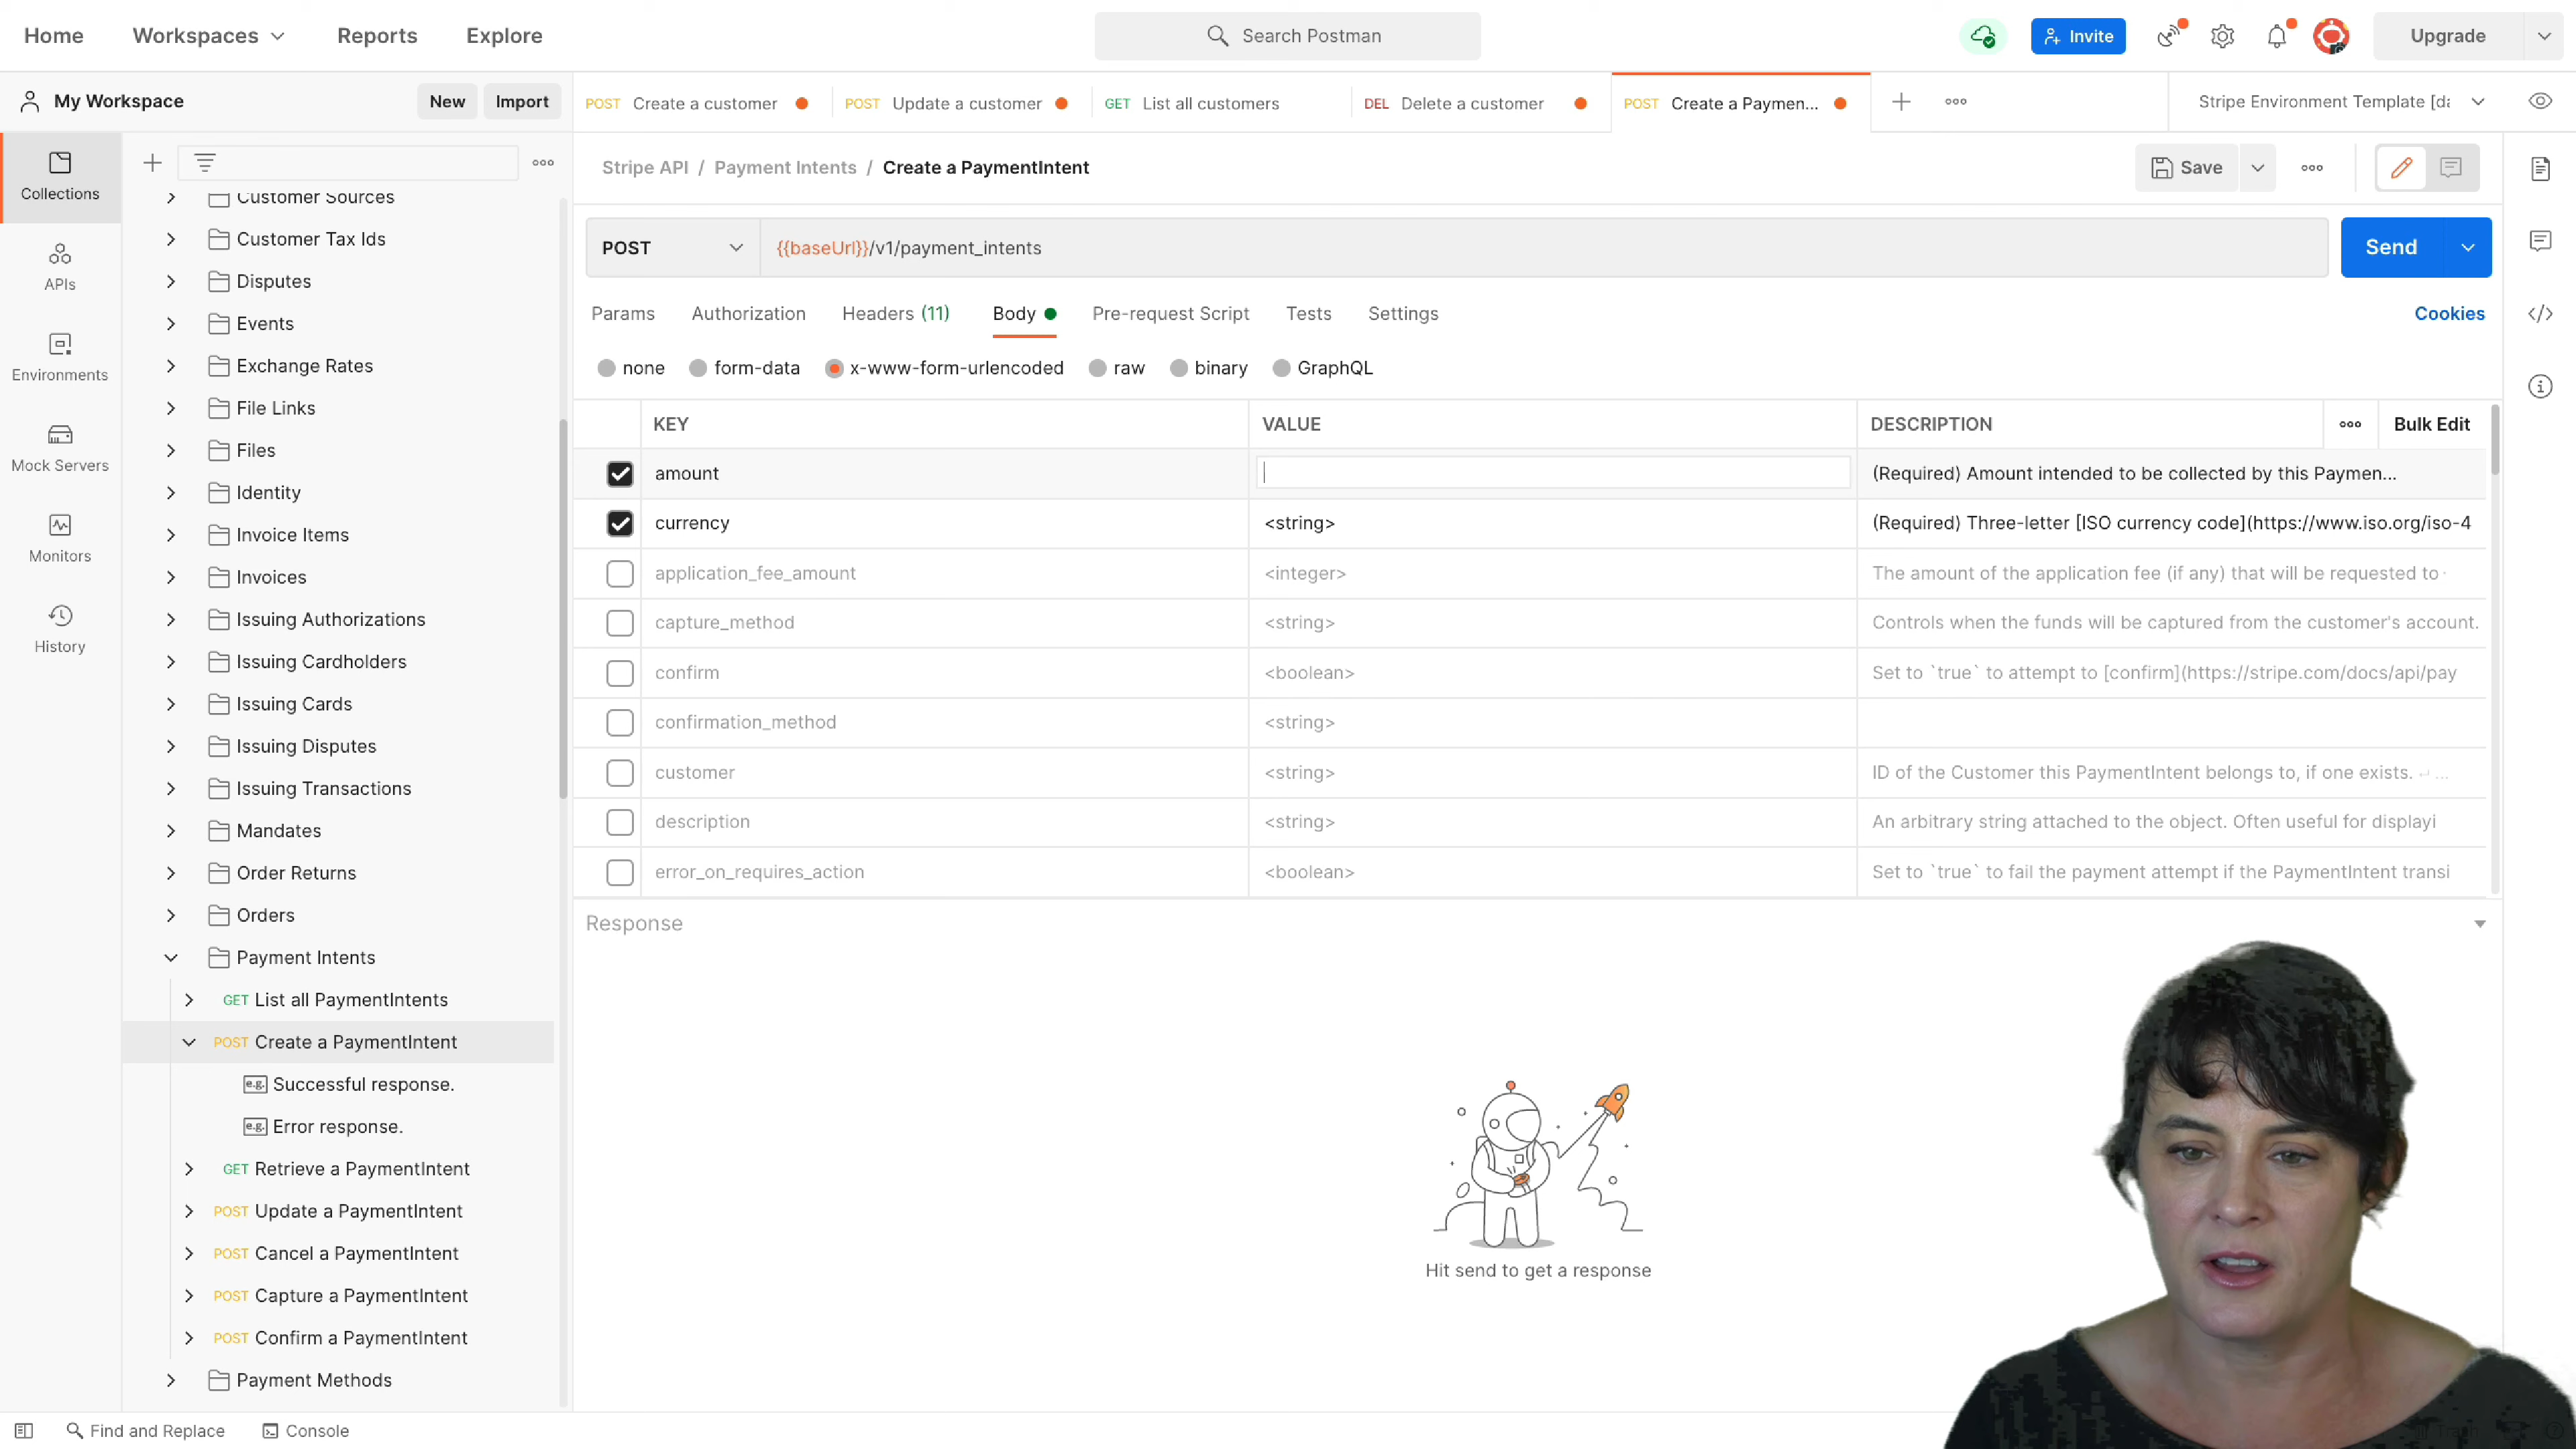 Home
Workspaces
Reports
Explore
Search Postman
Invite
Upgrade
My Workspace
New
Import
POST Create a customer
POST Update a customer
GET List all customers
DEL Delete a customer
POST Create a Paymen...
Stripe Environment Template [da
Collections
APIs
Environments
Mock Servers
Monitors
History
Customer Sources
Customer Tax Ids
Disputes
Events
Exchange Rates
File Links
Files
Identity
Invoice Items
Invoices
Issuing Authorizations
Issuing Cardholders
Issuing Cards
Issuing Disputes
Issuing Transactions
Mandates
Order Returns
Orders
Payment Intents
GET List all PaymentIntents
POST Create a PaymentIntent
e.g. Successful response.
e.g. Error response.
GET Retrieve a PaymentIntent
POST Update a PaymentIntent
POST Cancel a PaymentIntent
POST Capture a PaymentIntent
POST Confirm a PaymentIntent
Payment Methods
Stripe API / Payment Intents / Create a PaymentIntent
Save
POST {{baseUrl}}/v1/payment_intents
Send
Params Authorization Headers (11) Body Pre-request Script Tests Settings
Cookies
none form-data x-www-form-urlencoded raw binary GraphQL
KEY VALUE DESCRIPTION Bulk Edit
amount (Required) Amount intended to be collected by this Paymen...
currency <string> (Required) Three-letter [ISO currency code](https://www.iso.org/iso-4
application_fee_amount <integer> The amount of the application fee (if any) that will be requested to
capture_method <string> Controls when the funds will be captured from the customer's account.
confirm <boolean> Set to `true` to attempt to [confirm](https://stripe.com/docs/api/pay
confirmation_method <string>
customer <string> ID of the Customer this PaymentIntent belongs to, if one exists. ↵ ...
description <string> An arbitrary string attached to the object. Often useful for displayi
error_on_requires_action <boolean> Set to `true` to fail the payment attempt if the PaymentIntent transi
Response
Hit send to get a response
Find and Replace
Console